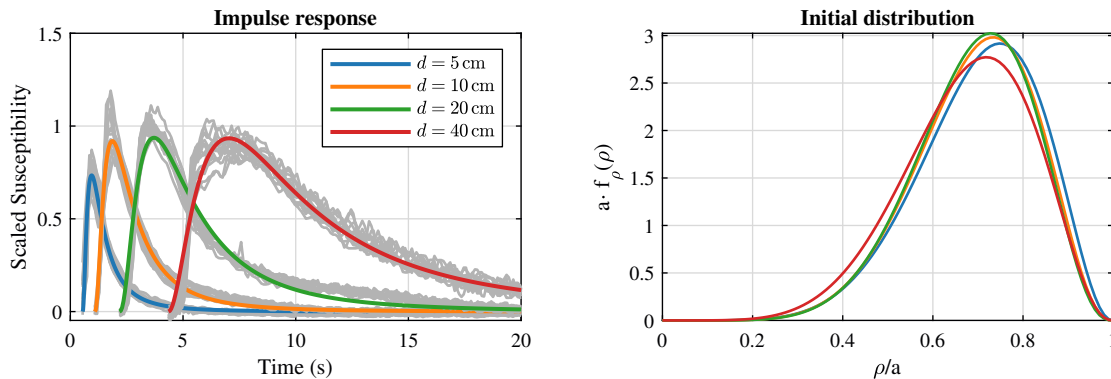 Impulse response
1.5
1
0.5
0
0
5
10
15
20
Scaled Susceptibility
Time (s)
d = 5 cm
d = 10 cm
d = 20 cm
d = 40 cm
Initial distribution
3
2.5
2
1.5
1
0.5
0
0
0.2
0.4
0.6
0.8
1
a· fρ(ρ)
ρ/a